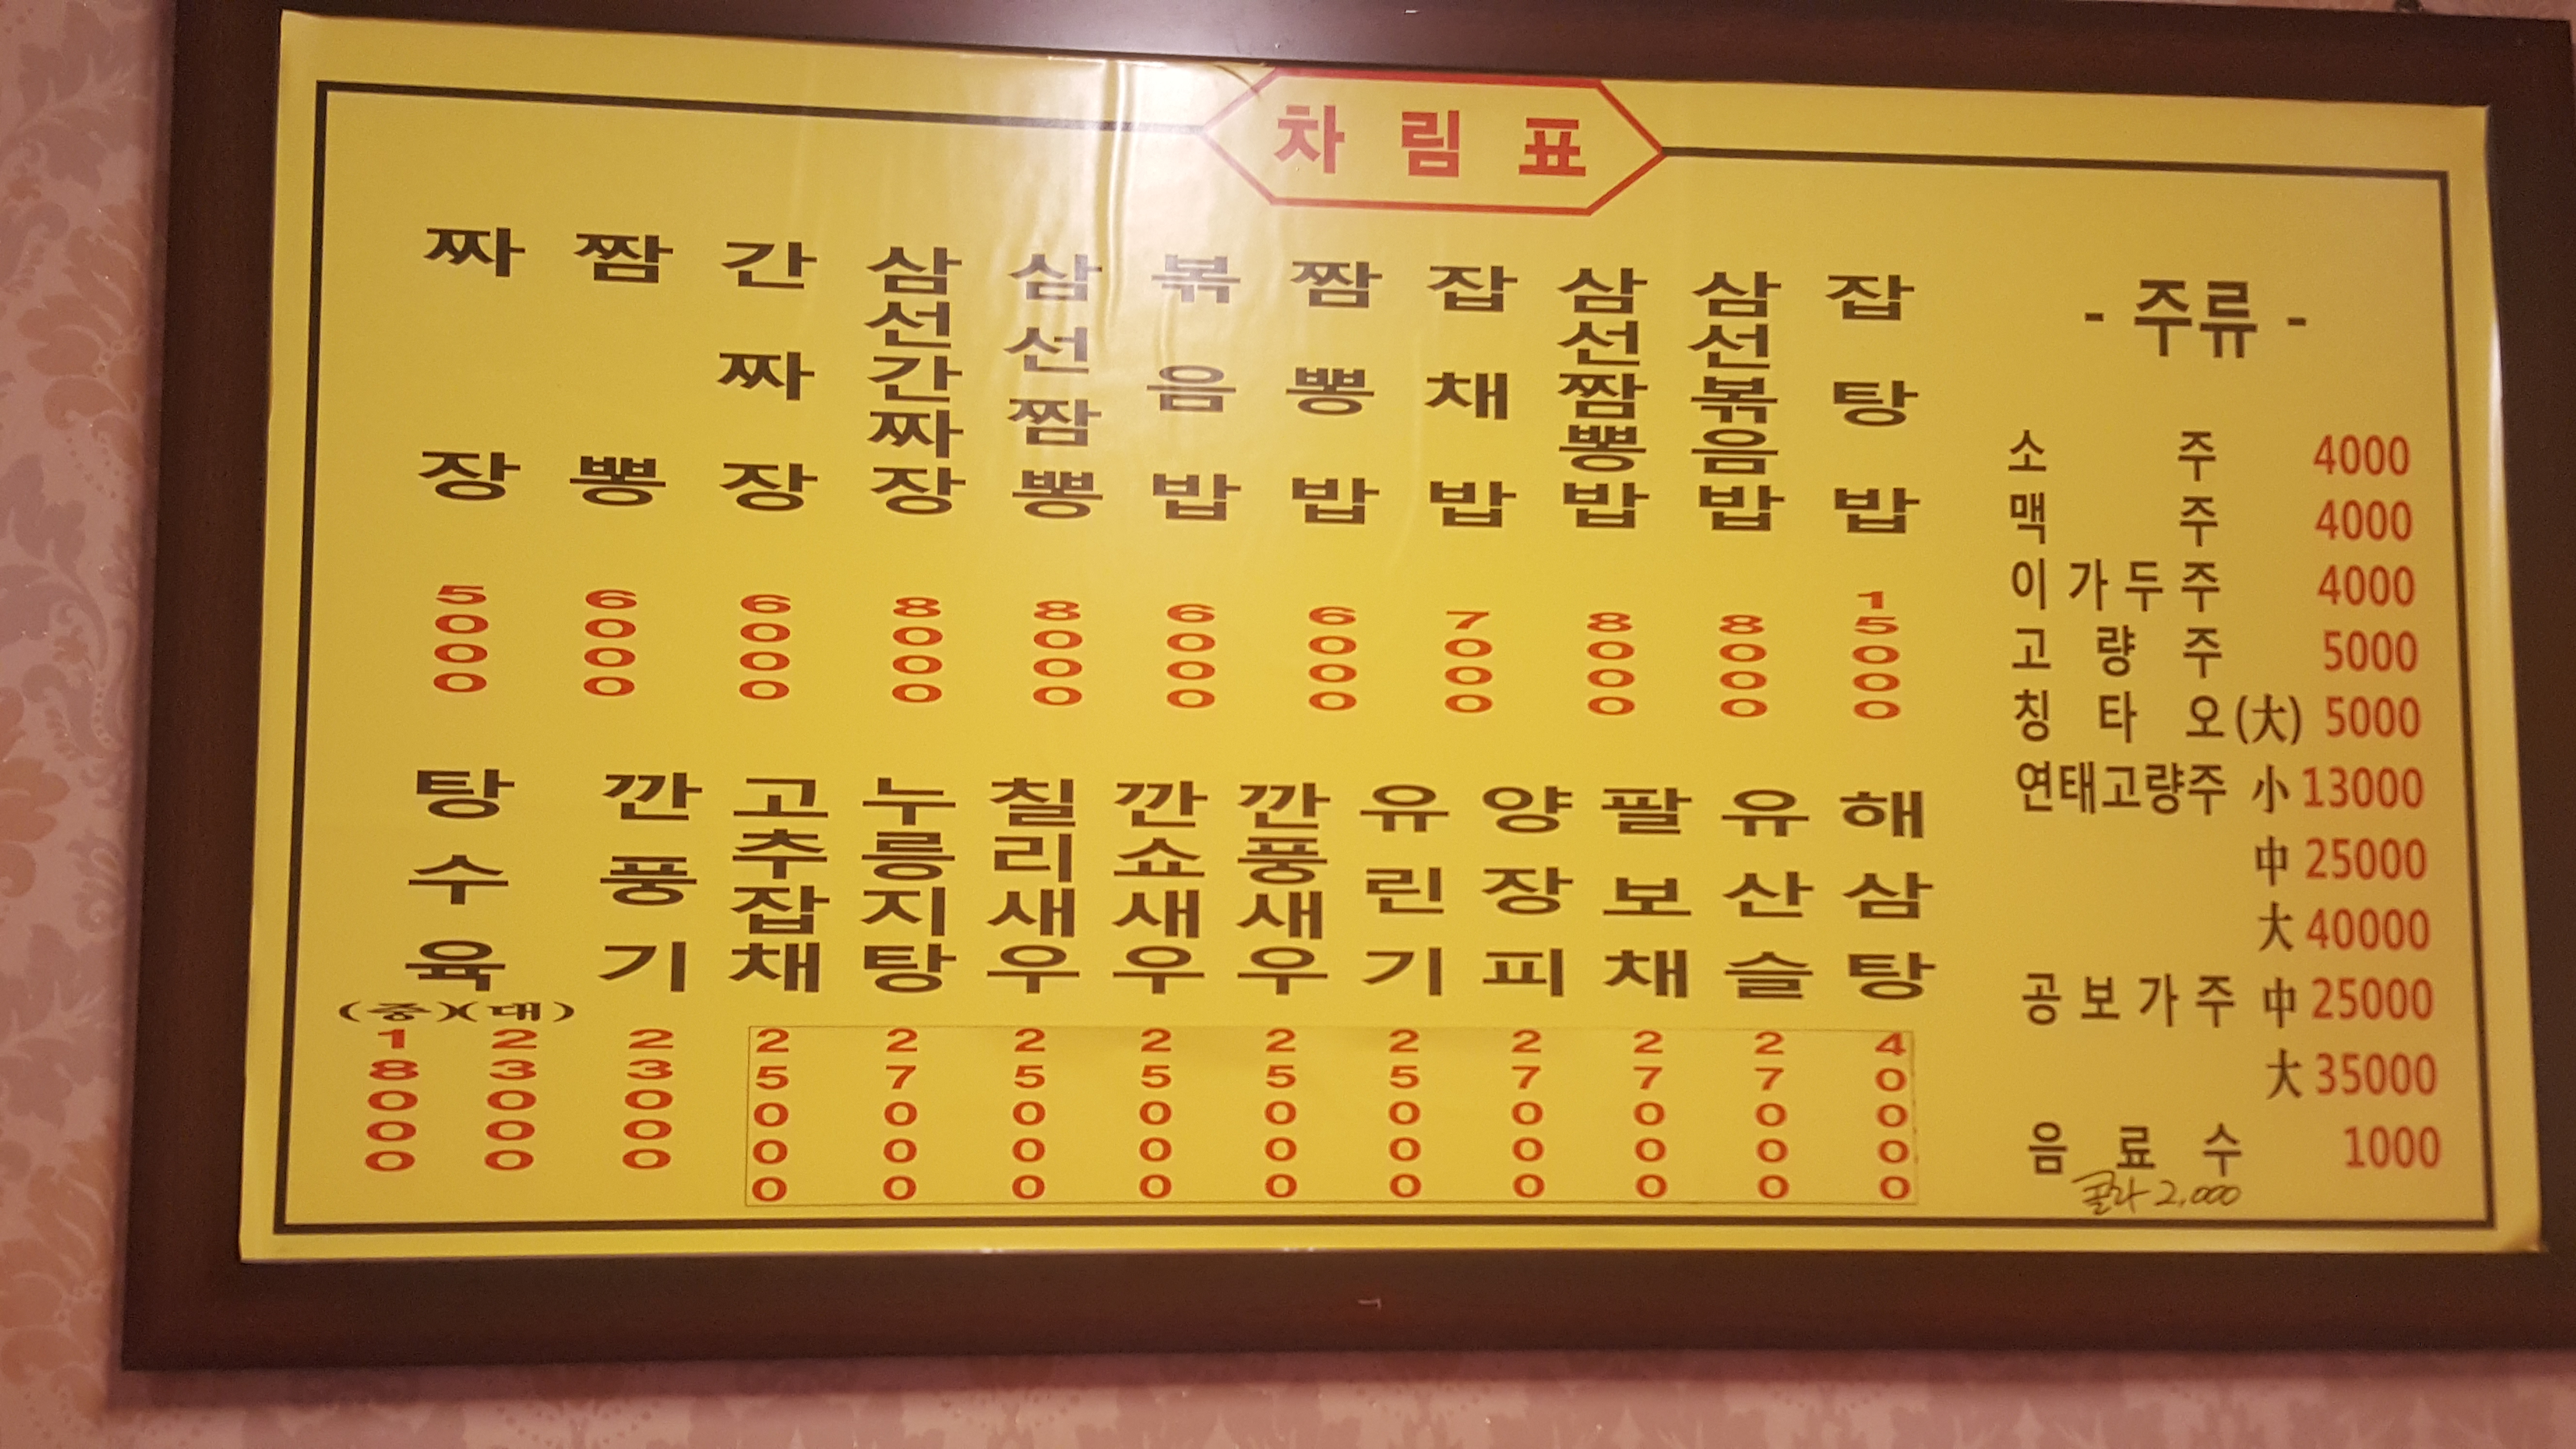 차림표
짜장 5000
짬뽕 6000
간짜장 6000
삼선간짜장 8000
삼선짬뽕 8000
볶음밥 6000
짬뽕밥 6000
잡채밥 7000
삼선짬뽕밥 8000
삼선볶음밥 8000
잡탕밥 15000
탕수육 (중)(대) 18000 23000
깐풍기 23000
고추잡채 25000
누릉지탕 27000
칠리새우 25000
깐쇼새우 25000
깐풍새우 25000
유린기 25000
양장피 27000
팔보채 27000
유산슬 27000
해삼탕 40000
- 주류 -
소주 4000
맥주 4000
이가두주 4000
고량주 5000
칭타오(大) 5000
연태고량주 小 13000
中 25000
大 40000
공보가주 中 25000
大 35000
음료수 1000
콜라 2,000